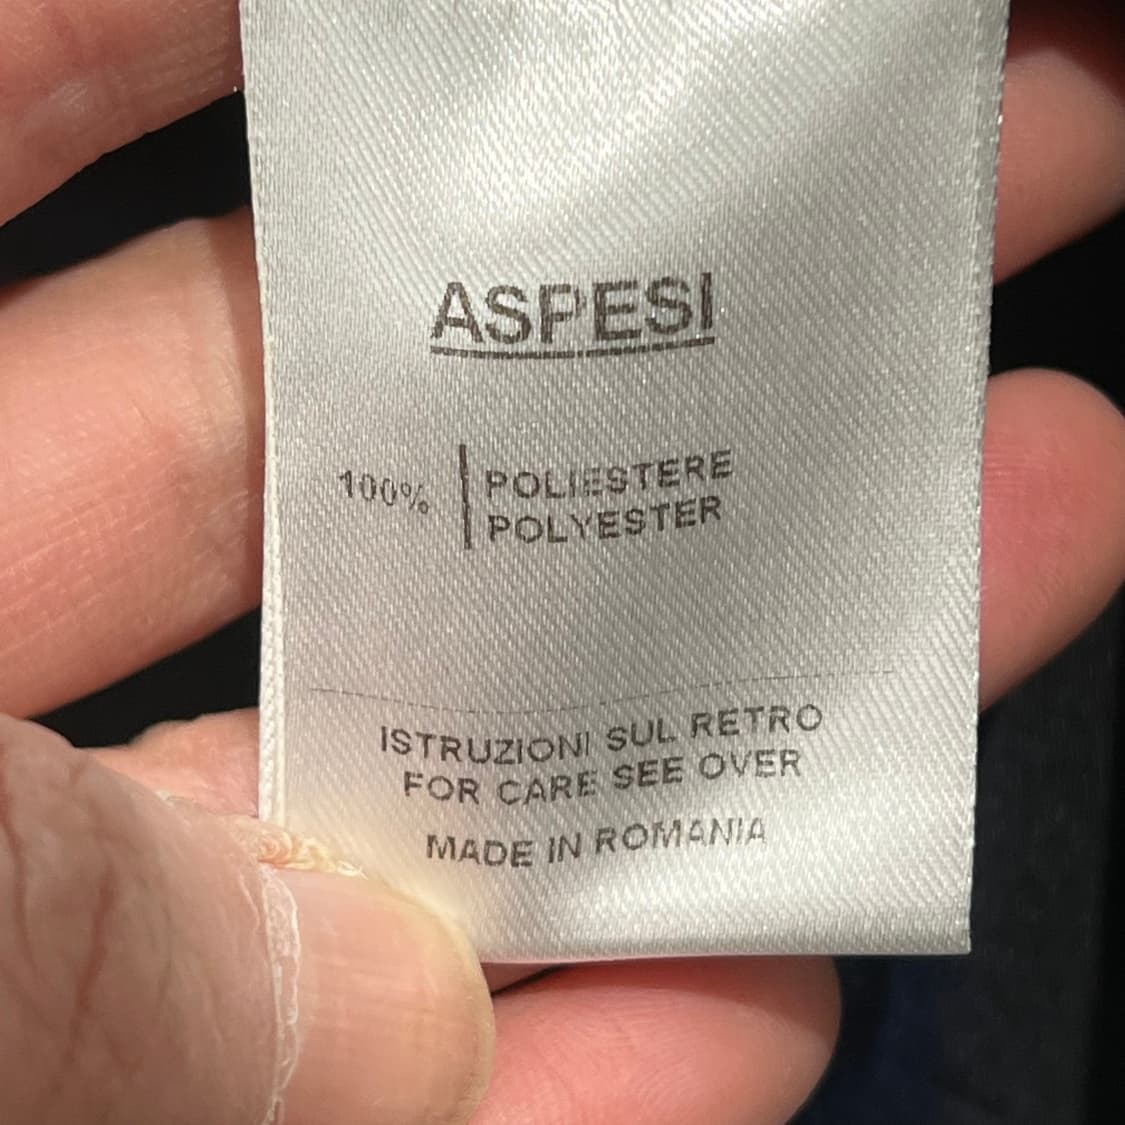 ASPESI
100% POLIESTERE
POLYESTER
ISTRUZIONI SUL RETRO
FOR CARE SEE OVER
MADE IN ROMANIA